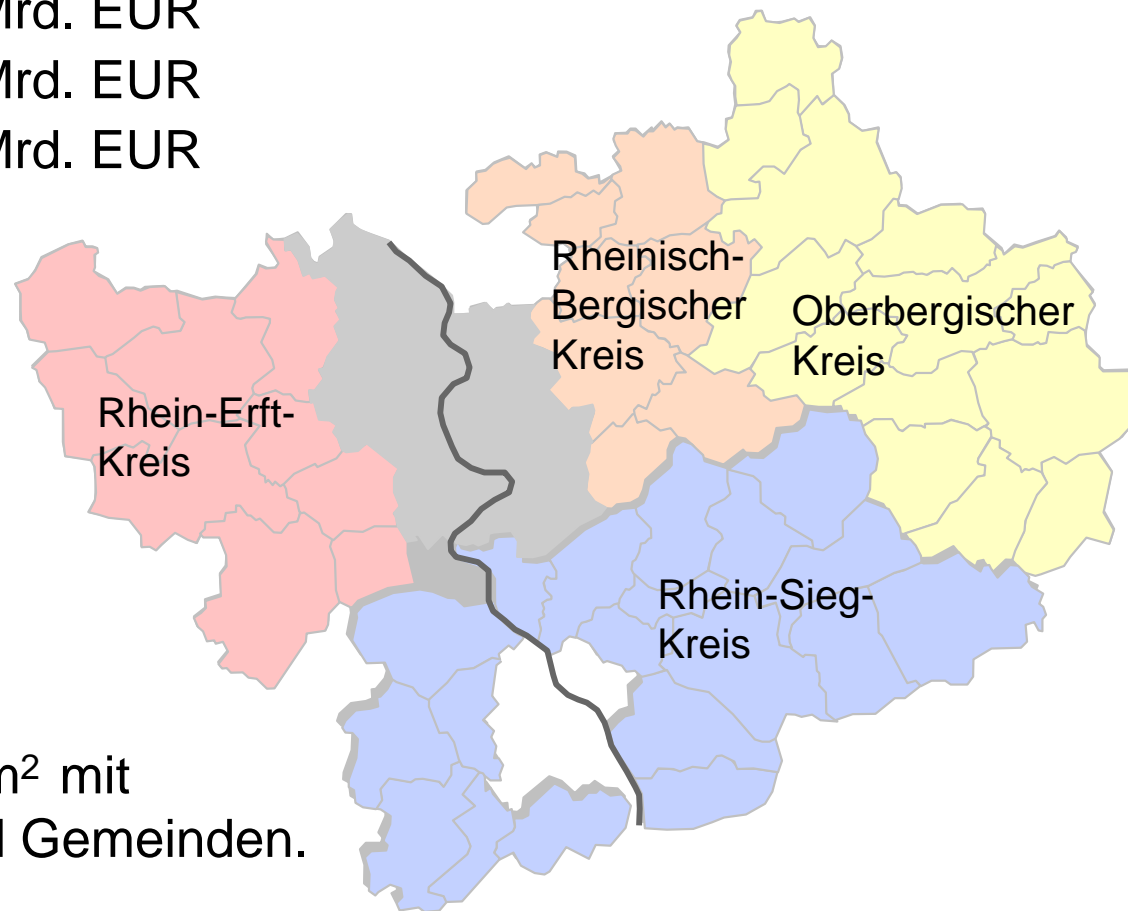 Mrd. EUR
Mrd. EUR
Mrd. EUR
Rheinisch-
Bergischer
Kreis
Oberbergischer
Kreis
Rhein-Erft-
Kreis
Rhein-Sieg-
Kreis
m² mit
Gemeinden.